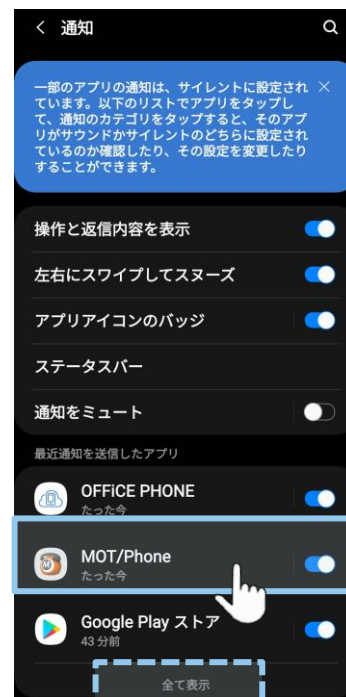 通知
一部のアプリの通知は、サイレントに設定され
ています。以下のリストでアプリをタップし
て、通知のカテゴリをタップすると、そのアプ
リがサウンドかサイレントのどちらに設定され
ているのか確認したり、その設定を変更したり
することができます。
操作と返信内容を表示
左右にスワイプしてスヌーズ
アプリアイコンのバッジ
ステータスバー
通知をミュート
最近通知を送信したアプリ
OFFiCE PHONE
たった今
MOT/Phone
たった今
Google Play ストア
43 分前
全て表示